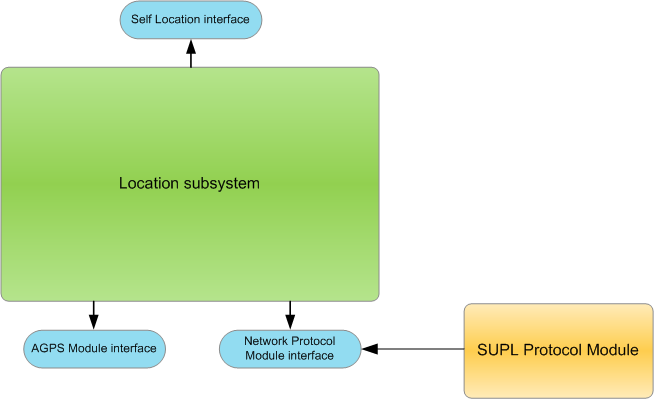 Self Location interface
Location subsystem
AGPS Module interface
Network Protocol
Module interface
SUPL Protocol Module